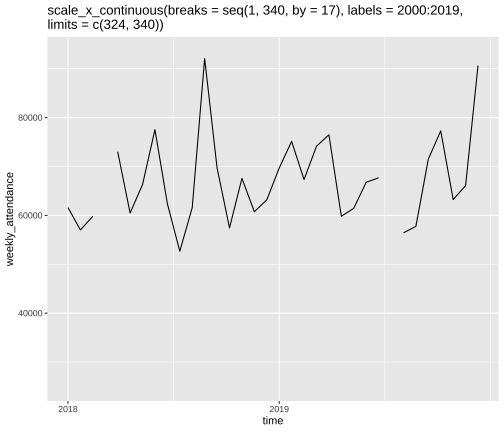 scale_x_continuous(breaks = seq(1, 340, by = 17), labels = 2000:2019,
limits = c(324, 340))
weekly_attendance
80000
60000
40000
2018
2019
time